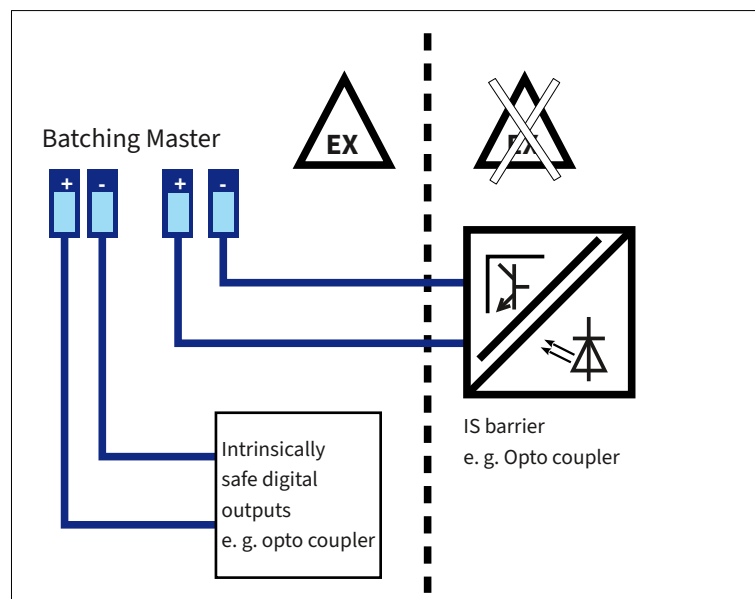 EX
EX
Batching Master
+ - + -
IS barrier
e. g. Opto coupler
Intrinsically
safe digital
outputs
e. g. opto coupler